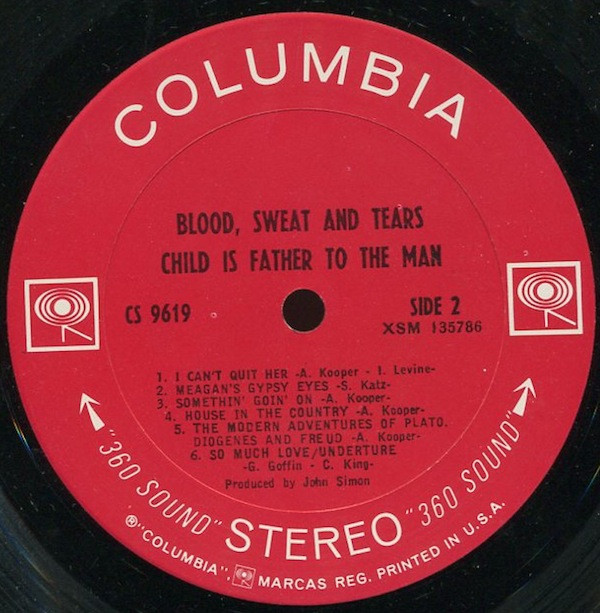 COLUMBIA
BLOOD, SWEAT AND TEARS
CHILD IS FATHER TO THE MAN
CS 9619
SIDE 2
XSM 135786
1. I CAN'T QUIT HER -A. Kooper - I. Levine-
2. MEAGAN'S GYPSY EYES -S. Katz-
3. SOMETHIN' GOIN' ON -A. Kooper-
4. HOUSE IN THE COUNTRY -A. Kooper-
5. THE MODERN ADVENTURES OF PLATO.
DIOGENES AND FREUD -A. Kooper-
6. SO MUCH LOVE/UNDERTURE
-G. Goffin - C. King-
Produced by John Simon
"360 SOUND" STEREO "360 SOUND"
®"COLUMBIA", MARCAS REG. PRINTED IN U.S.A.